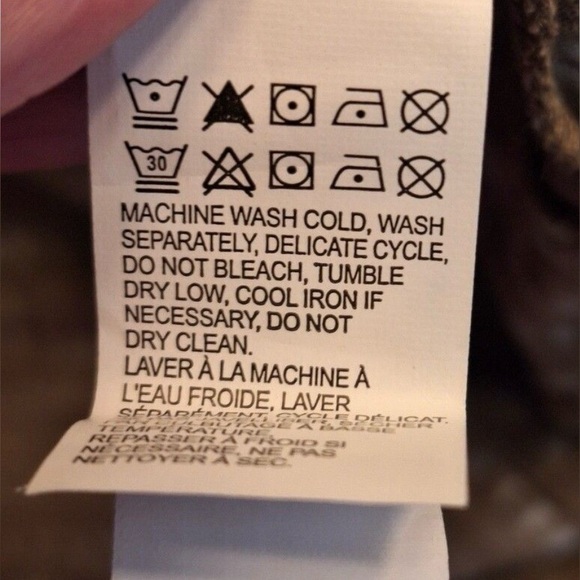 30
MACHINE WASH COLD, WASH
SEPARATELY, DELICATE CYCLE,
DO NOT BLEACH, TUMBLE
DRY LOW, COOL IRON IF
NECESSARY, DO NOT
DRY CLEAN.
LAVER À LA MACHINE À
L'EAU FROIDE, LAVER
SÉPARÉMENT, CYCLE DÉLICAT.
SÉCHER
TEMPÉRATURE
REPASSER À FROID SI
NÉCESSAIRE, NE PAS
NETTOYER À SEC.